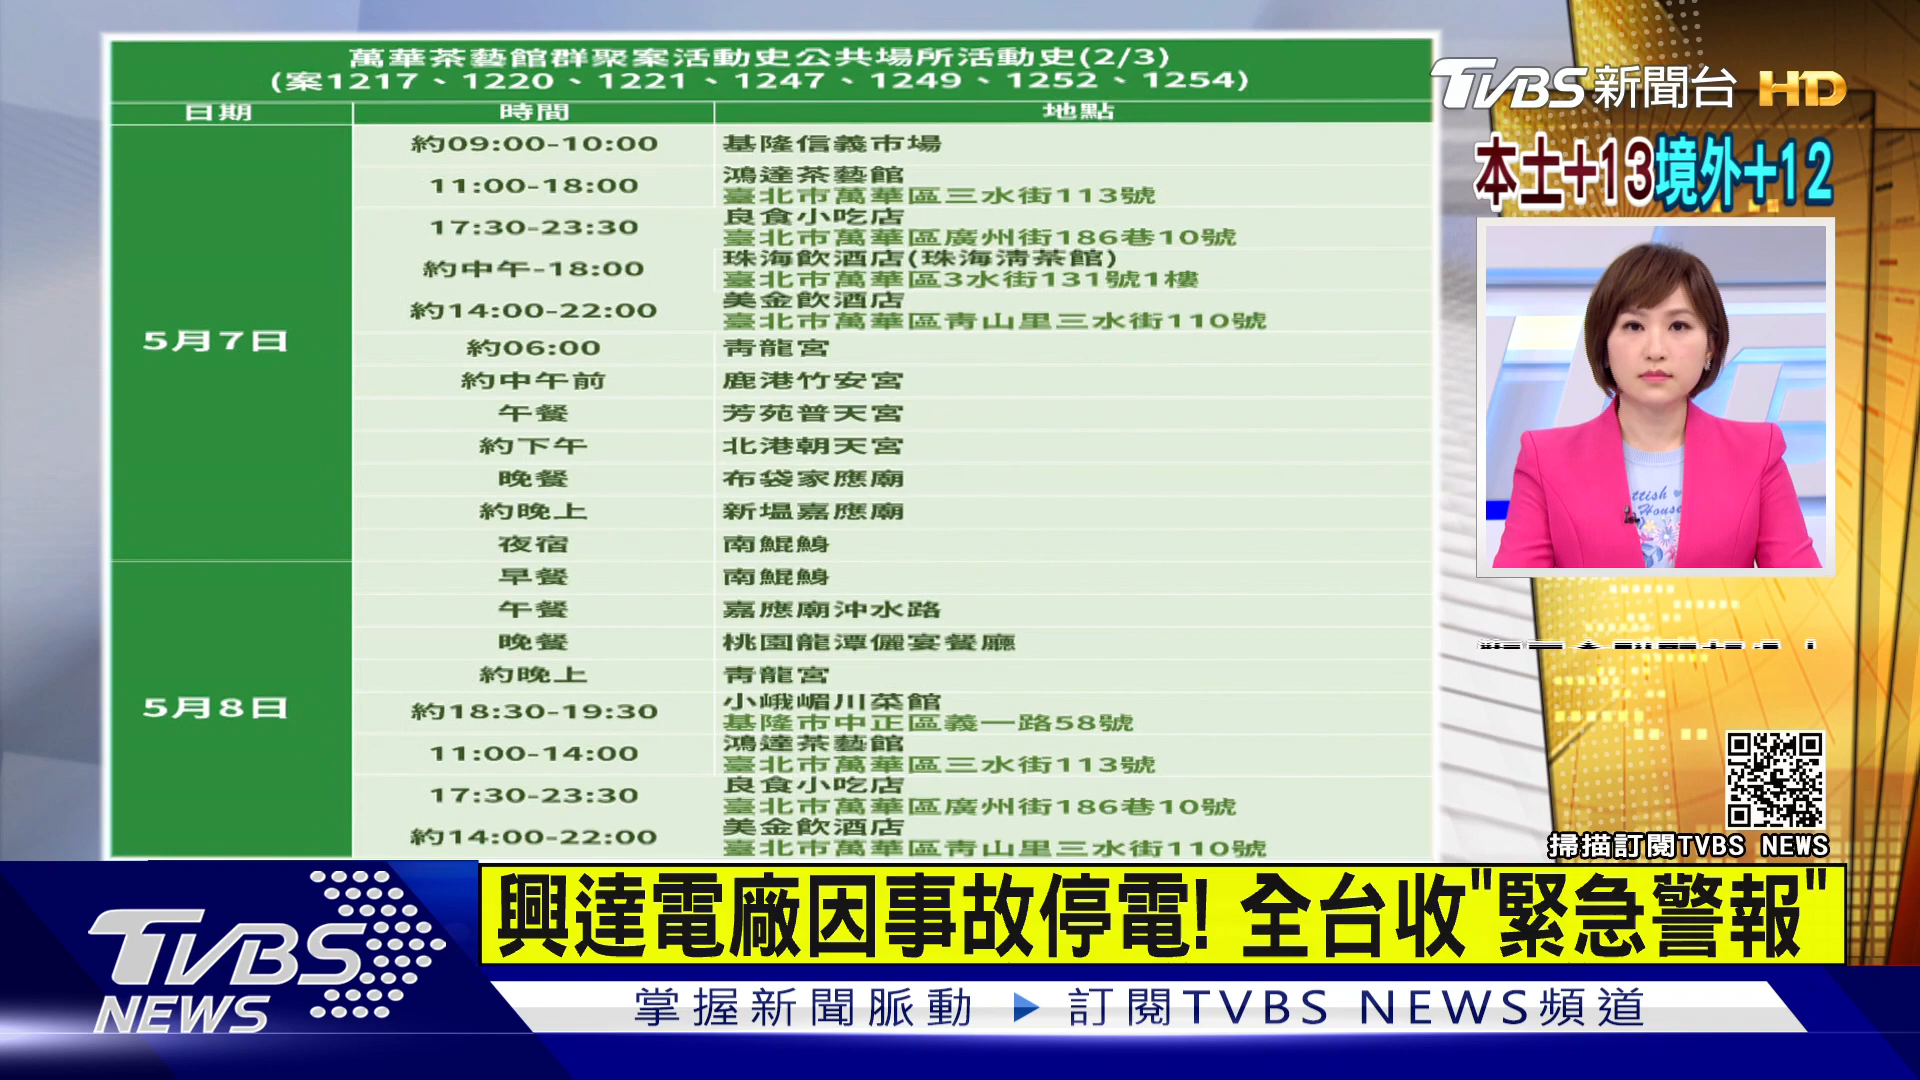 萬華茶藝館群聚案活動史公共場所活動史(2/3)
(案1217、1220、1221、1247、1249、1252、1254)
日期 時間 地點
5月7日
約09:00-10:00 基隆信義市場
11:00-18:00 鴻達茶藝館
臺北市萬華區三水街113號
17:30-23:30 良食小吃店
臺北市萬華區廣州街186巷10號
約中午-18:00 珠海飲酒店(珠海清茶館)
臺北市萬華區3水街131號1樓
約14:00-22:00 美金飲酒店
臺北市萬華區青山里三水街110號
約06:00 青龍宮
約中午前 鹿港竹安宮
午餐 芳苑普天宮
約下午 北港朝天宮
晚餐 布袋家應廟
約晚上 新塭嘉應廟
夜宿 南鯤鯓
5月8日
早餐 南鯤鯓
午餐 嘉應廟沖水路
晚餐 桃園龍潭儷宴餐廳
約晚上 青龍宮
約18:30-19:30 小峨嵋川菜館
基隆市中正區義一路58號
11:00-14:00 鴻達茶藝館
臺北市萬華區三水街113號
17:30-23:30 良食小吃店
臺北市萬華區廣州街186巷10號
約14:00-22:00 美金飲酒店
臺北市萬華區青山里三水街110號
TVBS新聞台 HD
本土+13境外+12
ttish
House
掃描訂閱TVBS NEWS
興達電廠因事故停電! 全台收"緊急警報"
TVBS
NEWS
掌握新聞脈動 ▶ 訂閱TVBS NEWS頻道